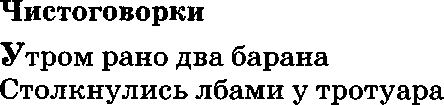 Чистоговорки
Утром рано два барана
Столкнулись лбами у тротуара